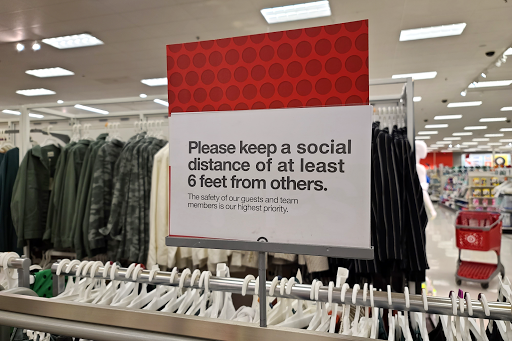 Please keep a social
distance of at least
6 feet from others.
The safety of our guests and team
members is our highest priority.